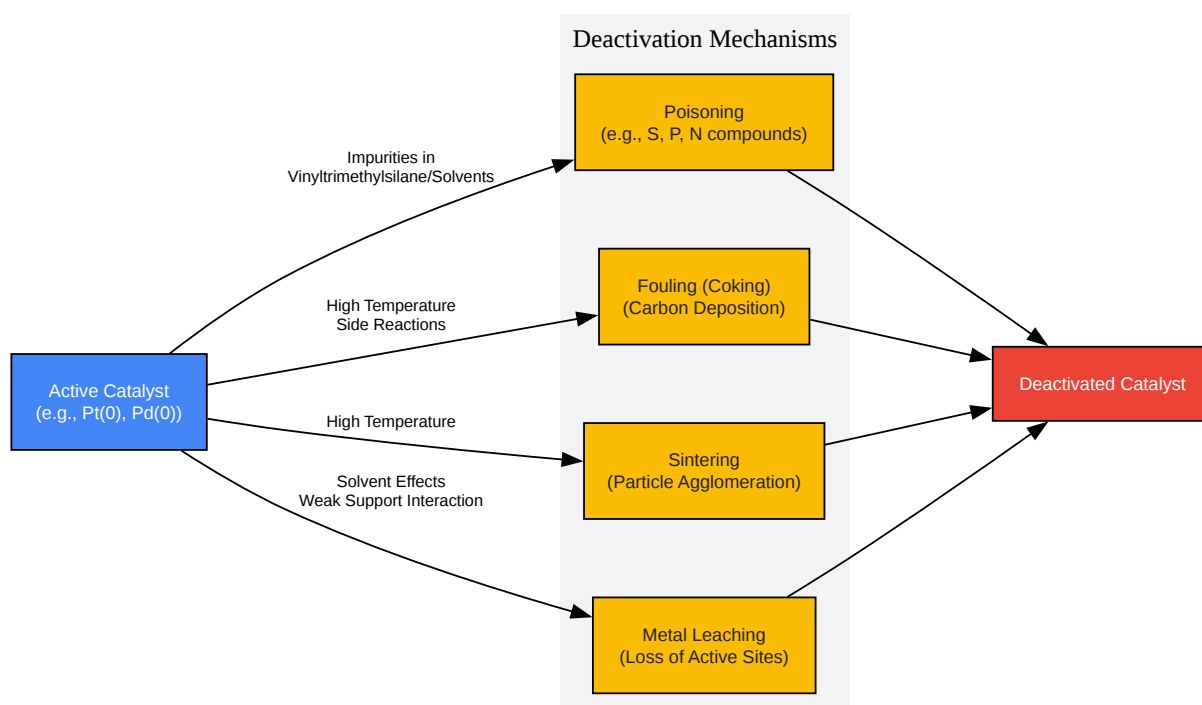 Deactivation Mechanisms
Poisoning
(e.g., S, P, N compounds)
Impurities in
Vinyltrimethylsilane/Solvents
Fouling (Coking)
(Carbon Deposition)
High Temperature
Side Reactions
Active Catalyst
(e.g., Pt(0), Pd(0))
Deactivated Catalyst
High Temperature
Sintering
(Particle Agglomeration)
Solvent Effects
Weak Support Interaction
Metal Leaching
(Loss of Active Sites)